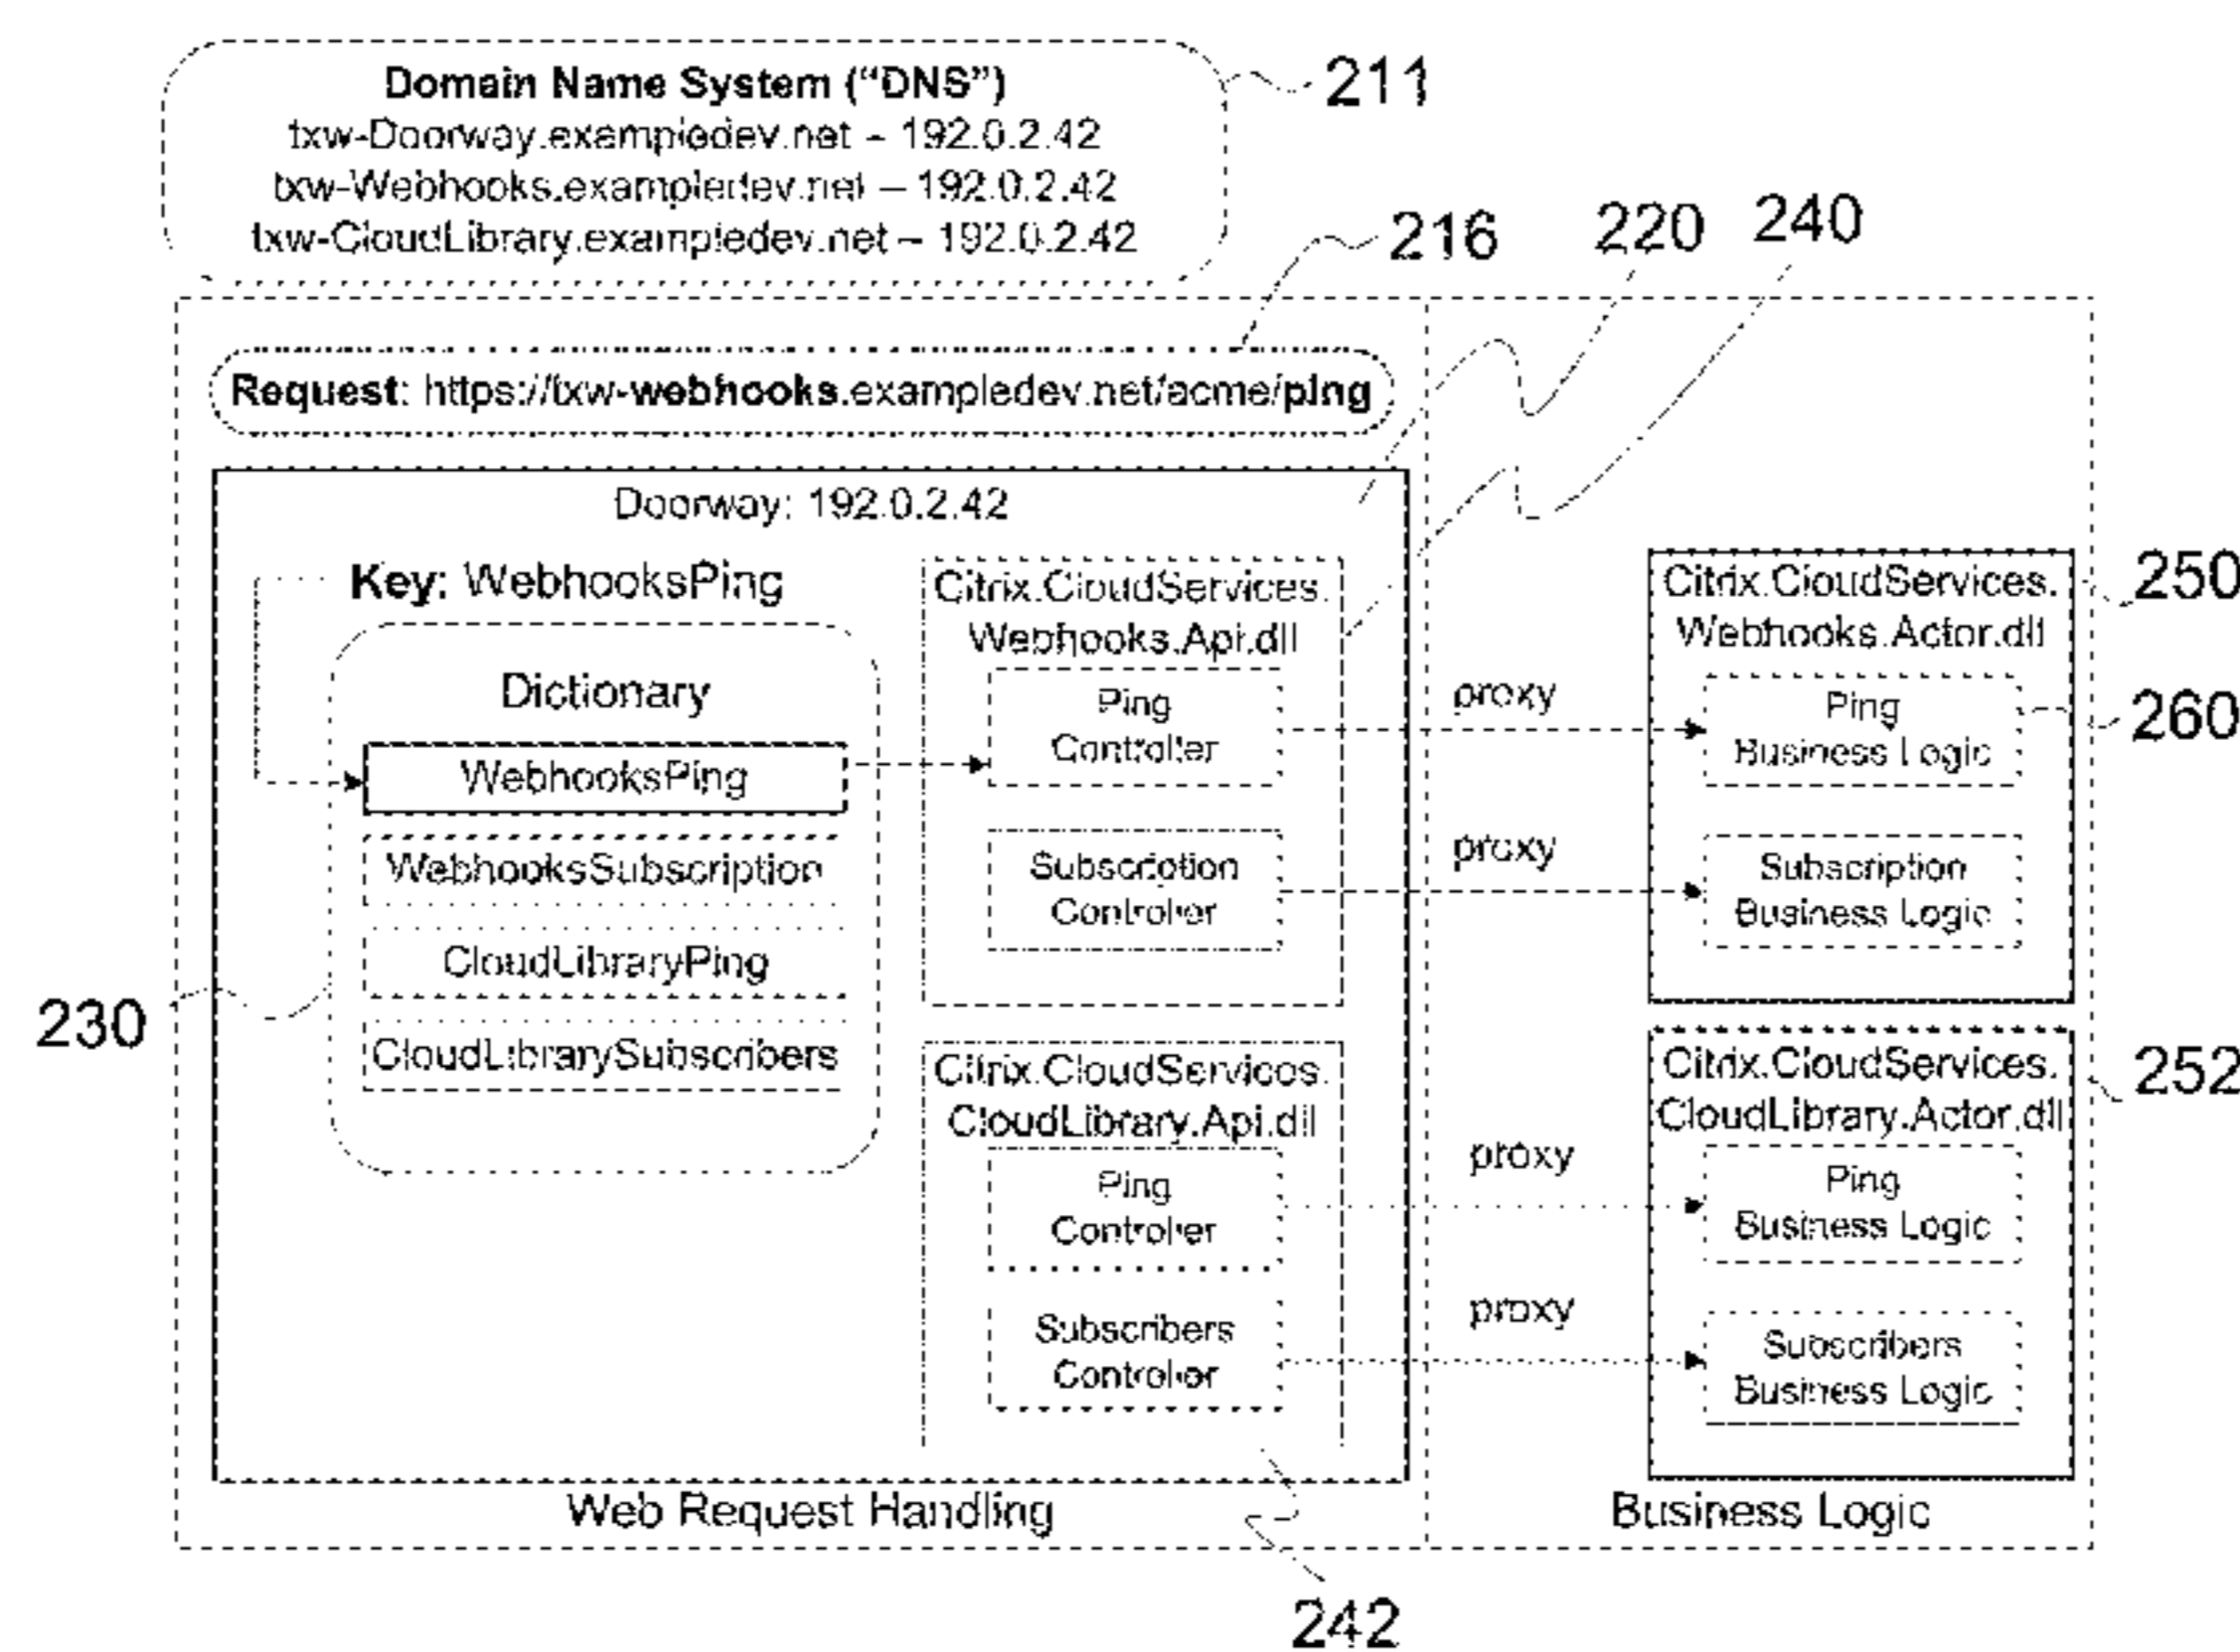 Domain Name System (“DNS”)
txw-Doorway.exampledev.net – 192.0.2.42
txw-Webhooks.exampledev.net – 192.0.2.42
txw-CloudLibrary.exampledev.net – 192.0.2.42
211
216
220
240
Request: https://txw-webhooks.exampledev.net/acme/ping
Doorway: 192.0.2.42
Key: WebhooksPing
Dictionary
WebhooksPing
WebhooksSubscription
CloudLibraryPing
CloudLibrarySubscribers
230
Citrix.CloudServices.
Webhooks.Api.dll
Ping
Controller
Subscription
Controller
Citrix.CloudServices.
CloudLibrary.Api.dll
Ping
Controller
Subscribers
Controller
242
proxy
proxy
proxy
proxy
Citrix.CloudServices.
Webhooks.Actor.dll
Ping
Business Logic
Subscription
Business Logic
250
260
Citrix.CloudServices.
CloudLibrary.Actor.dll
Ping
Business Logic
Subscribers
Business Logic
252
Web Request Handling
Business Logic